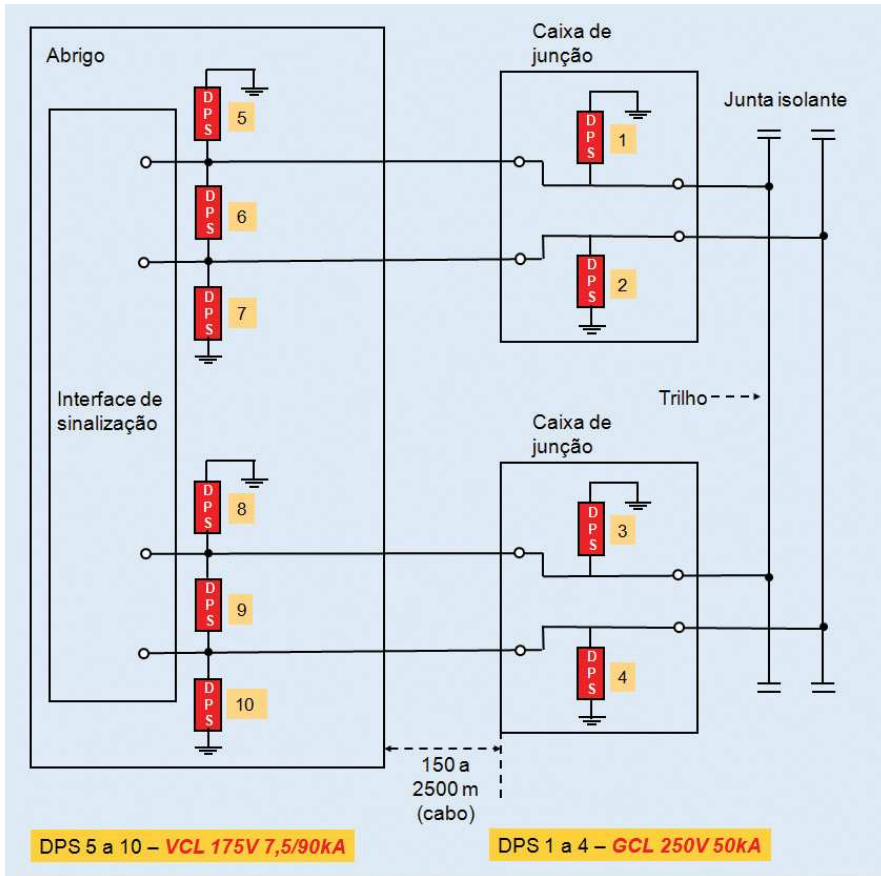 Abrigo
Caixa de
junção
Junta isolante
DPS
5
DPS
1
DPS
6
DPS
2
DPS
7
Interface de
sinalização
Trilho
Caixa de
junção
DPS
8
DPS
3
DPS
9
DPS
4
DPS
10
150 a
2500 m
(cabo)
DPS 5 a 10 – VCL 175V 7,5/90kA
DPS 1 a 4 – GCL 250V 50kA